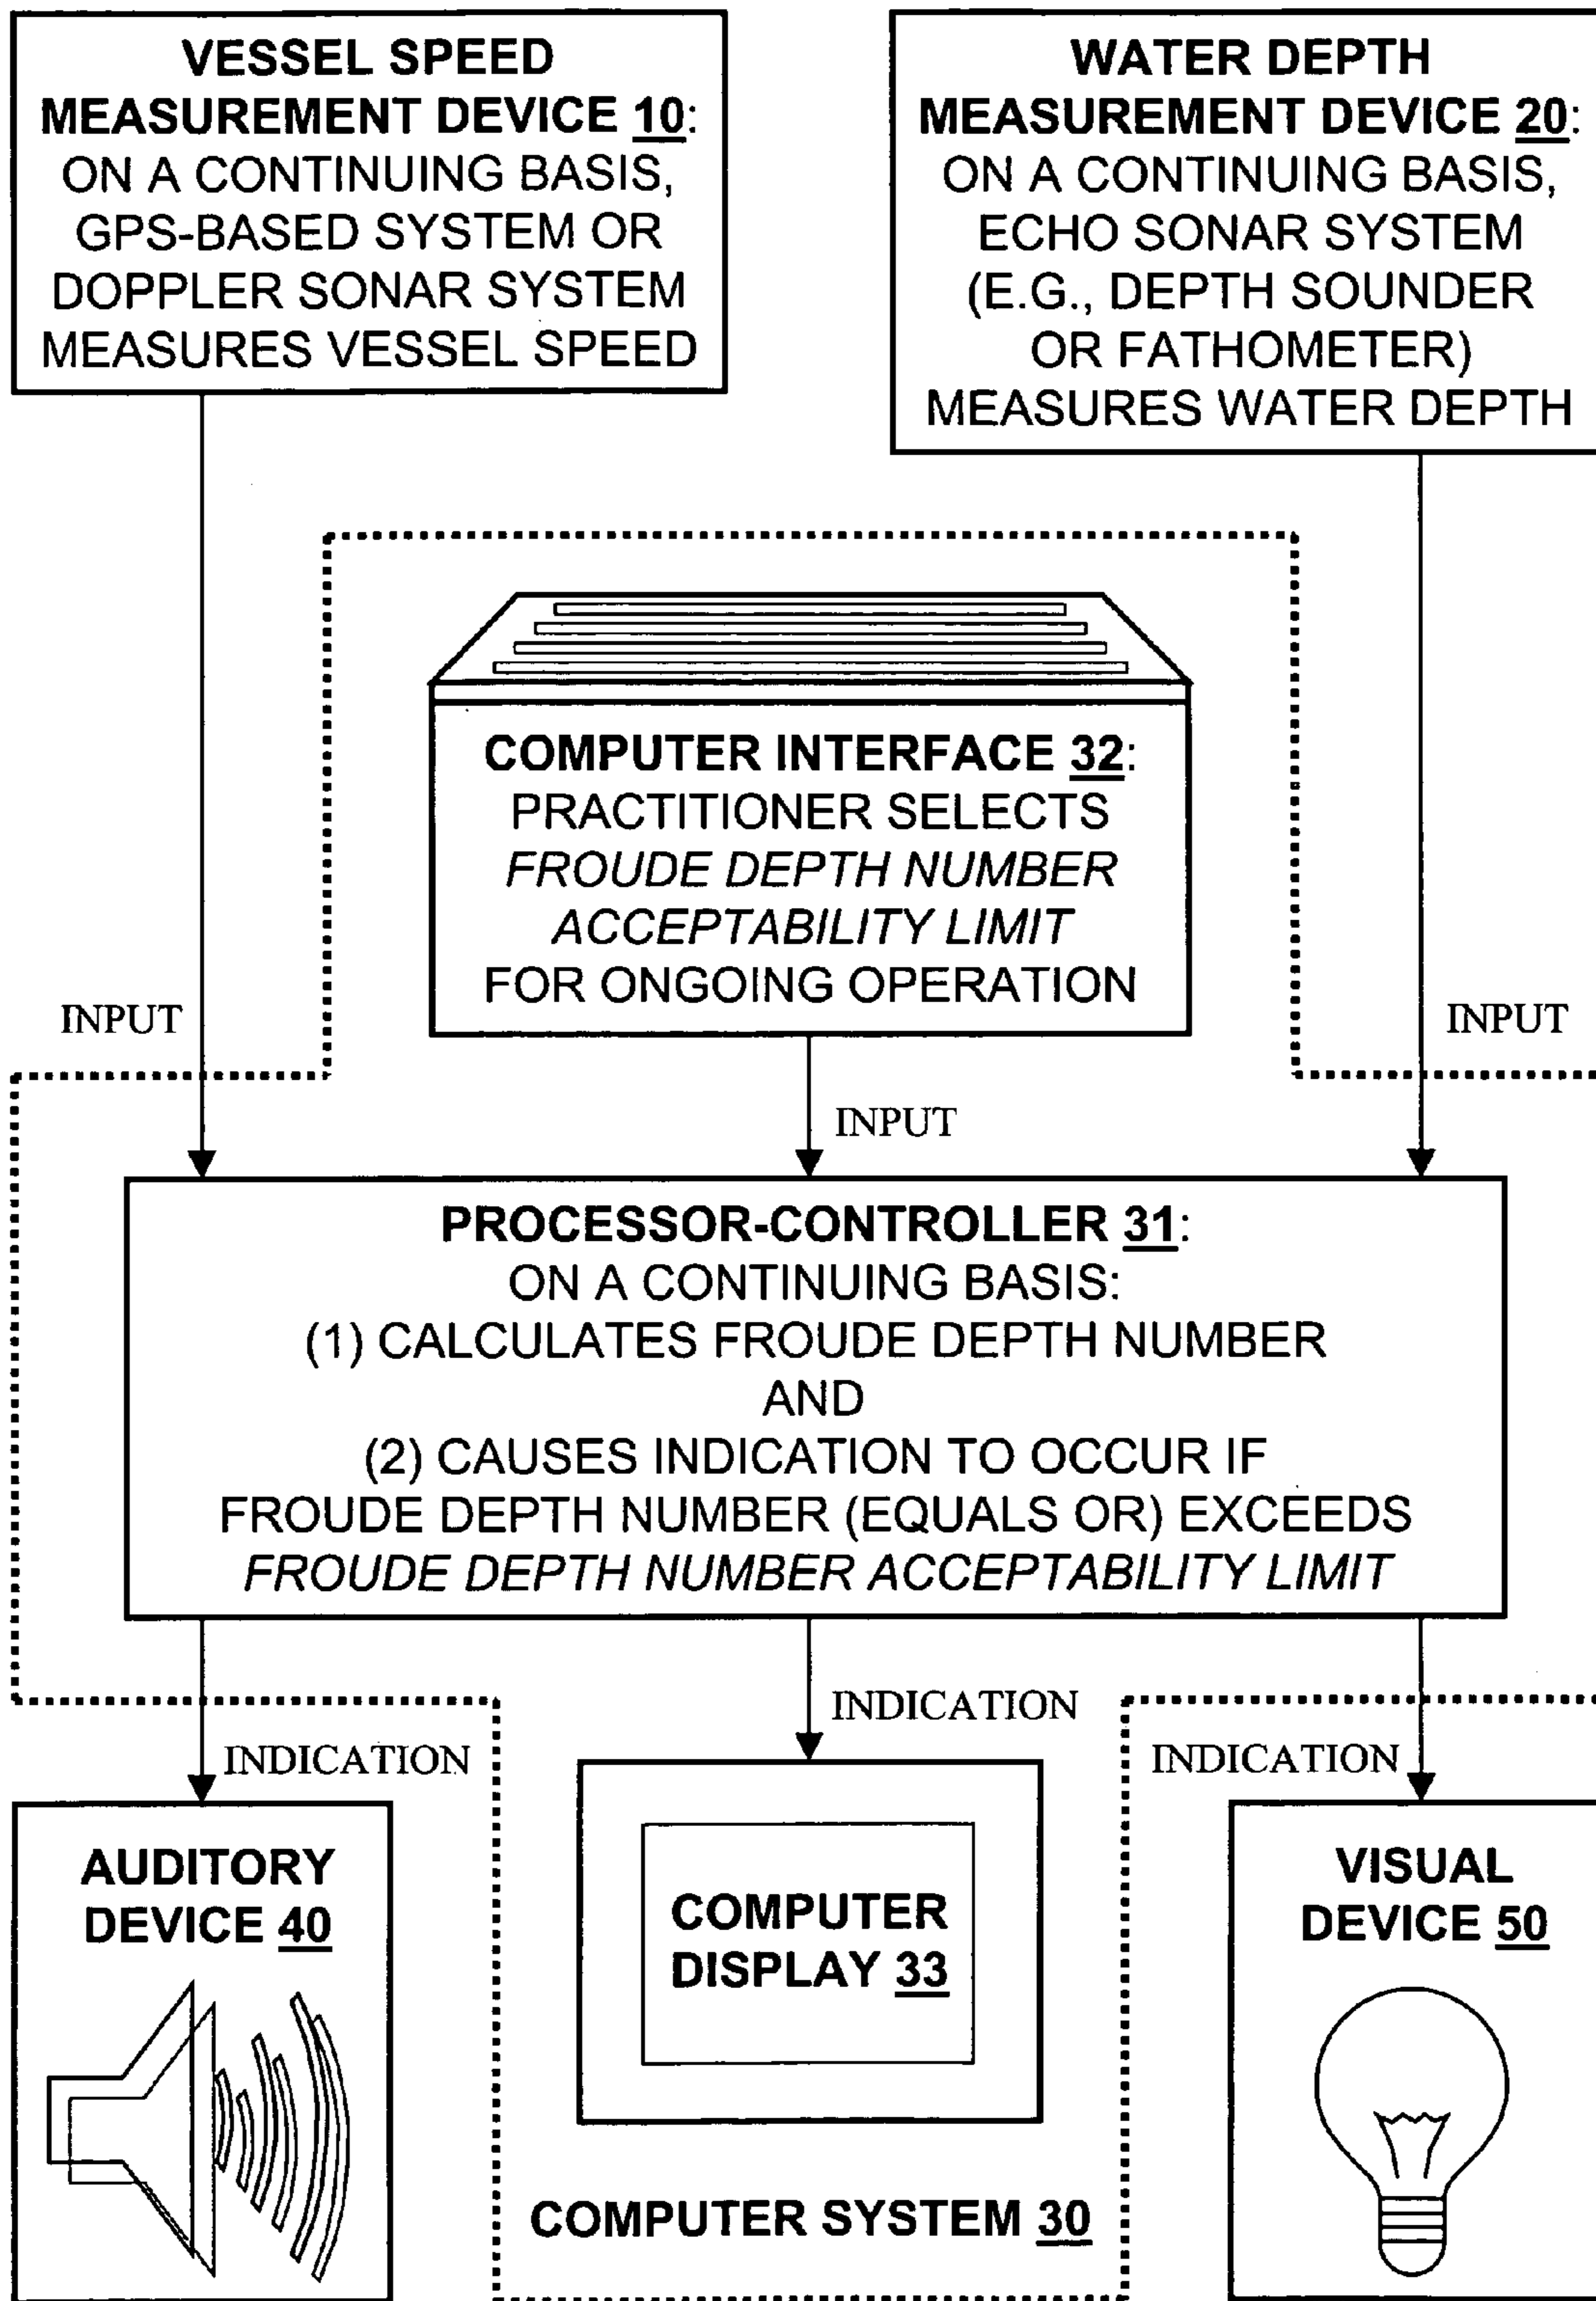 VESSEL SPEED
MEASUREMENT DEVICE 10:
ON A CONTINUING BASIS,
GPS-BASED SYSTEM OR
DOPPLER SONAR SYSTEM
MEASURES VESSEL SPEED
WATER DEPTH
MEASUREMENT DEVICE 20:
ON A CONTINUING BASIS,
ECHO SONAR SYSTEM
(E.G., DEPTH SOUNDER
OR FATHOMETER)
MEASURES WATER DEPTH
COMPUTER INTERFACE 32:
PRACTITIONER SELECTS
FROUDE DEPTH NUMBER
ACCEPTABILITY LIMIT
FOR ONGOING OPERATION
INPUT
INPUT
INPUT
PROCESSOR-CONTROLLER 31:
ON A CONTINUING BASIS:
(1) CALCULATES FROUDE DEPTH NUMBER
AND
(2) CAUSES INDICATION TO OCCUR IF
FROUDE DEPTH NUMBER (EQUALS OR) EXCEEDS
FROUDE DEPTH NUMBER ACCEPTABILITY LIMIT
INDICATION
INDICATION
INDICATION
AUDITORY
DEVICE 40
COMPUTER
DISPLAY 33
VISUAL
DEVICE 50
COMPUTER SYSTEM 30